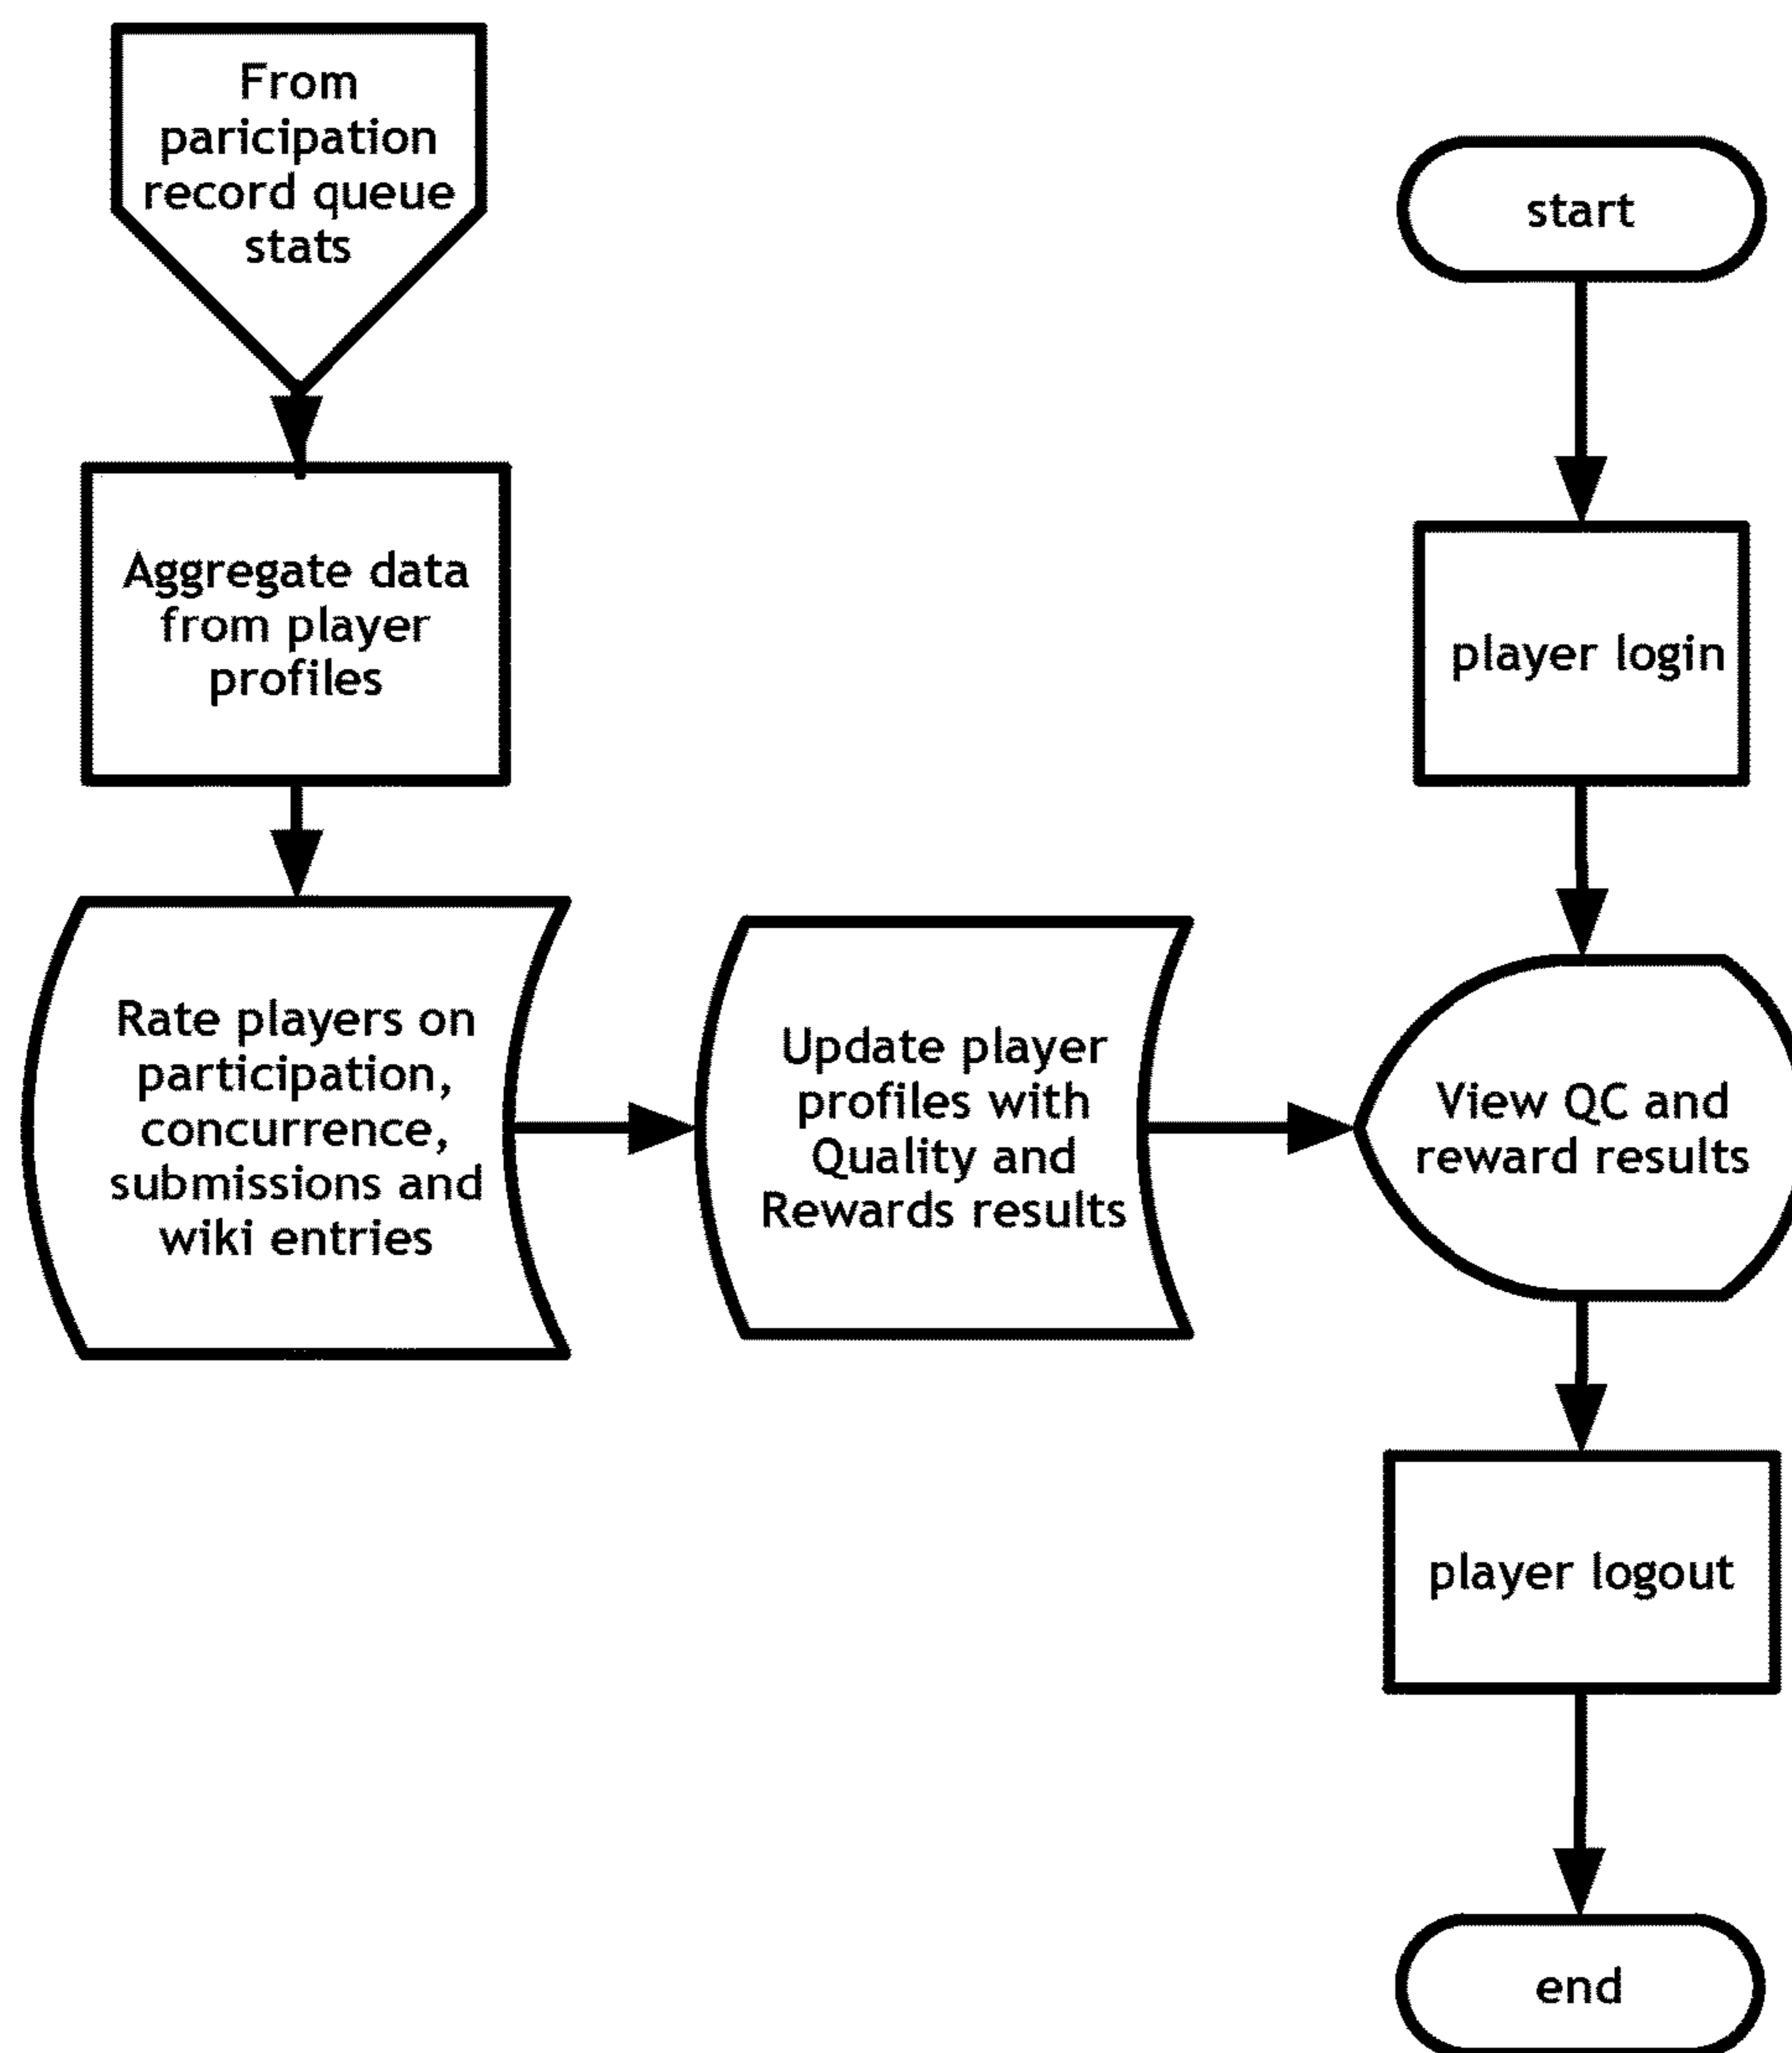 From
paricipation
record queue
stats
Aggregate data
from player
profiles
Rate players on
participation,
concurrence,
submissions and
wiki entries
Update player
profiles with
Quality and
Rewards results
start
player login
View QC and
reward results
player logout
end